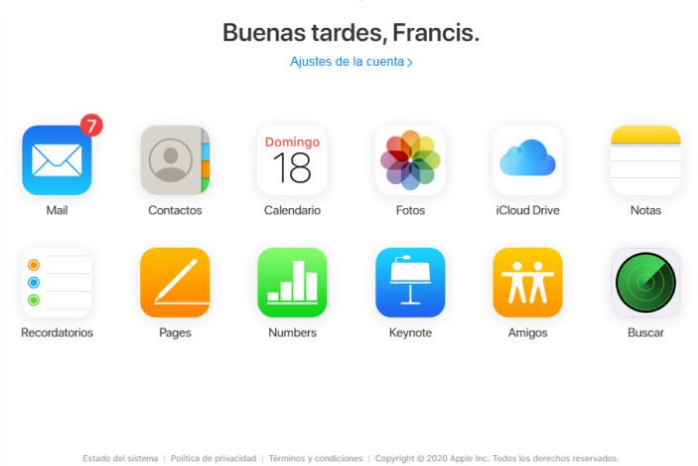 Buenas tardes, Francis.
Ajustes de la cuenta >
7
Domingo
18
Mail Contactos Calendario Fotos iCloud Drive Notas
Recordatorios Pages Numbers Keynote Amigos Buscar
Estado del sistema | Política de privacidad | Términos y condiciones | Copyright © 2020 Apple Inc. Todos los derechos reservados.